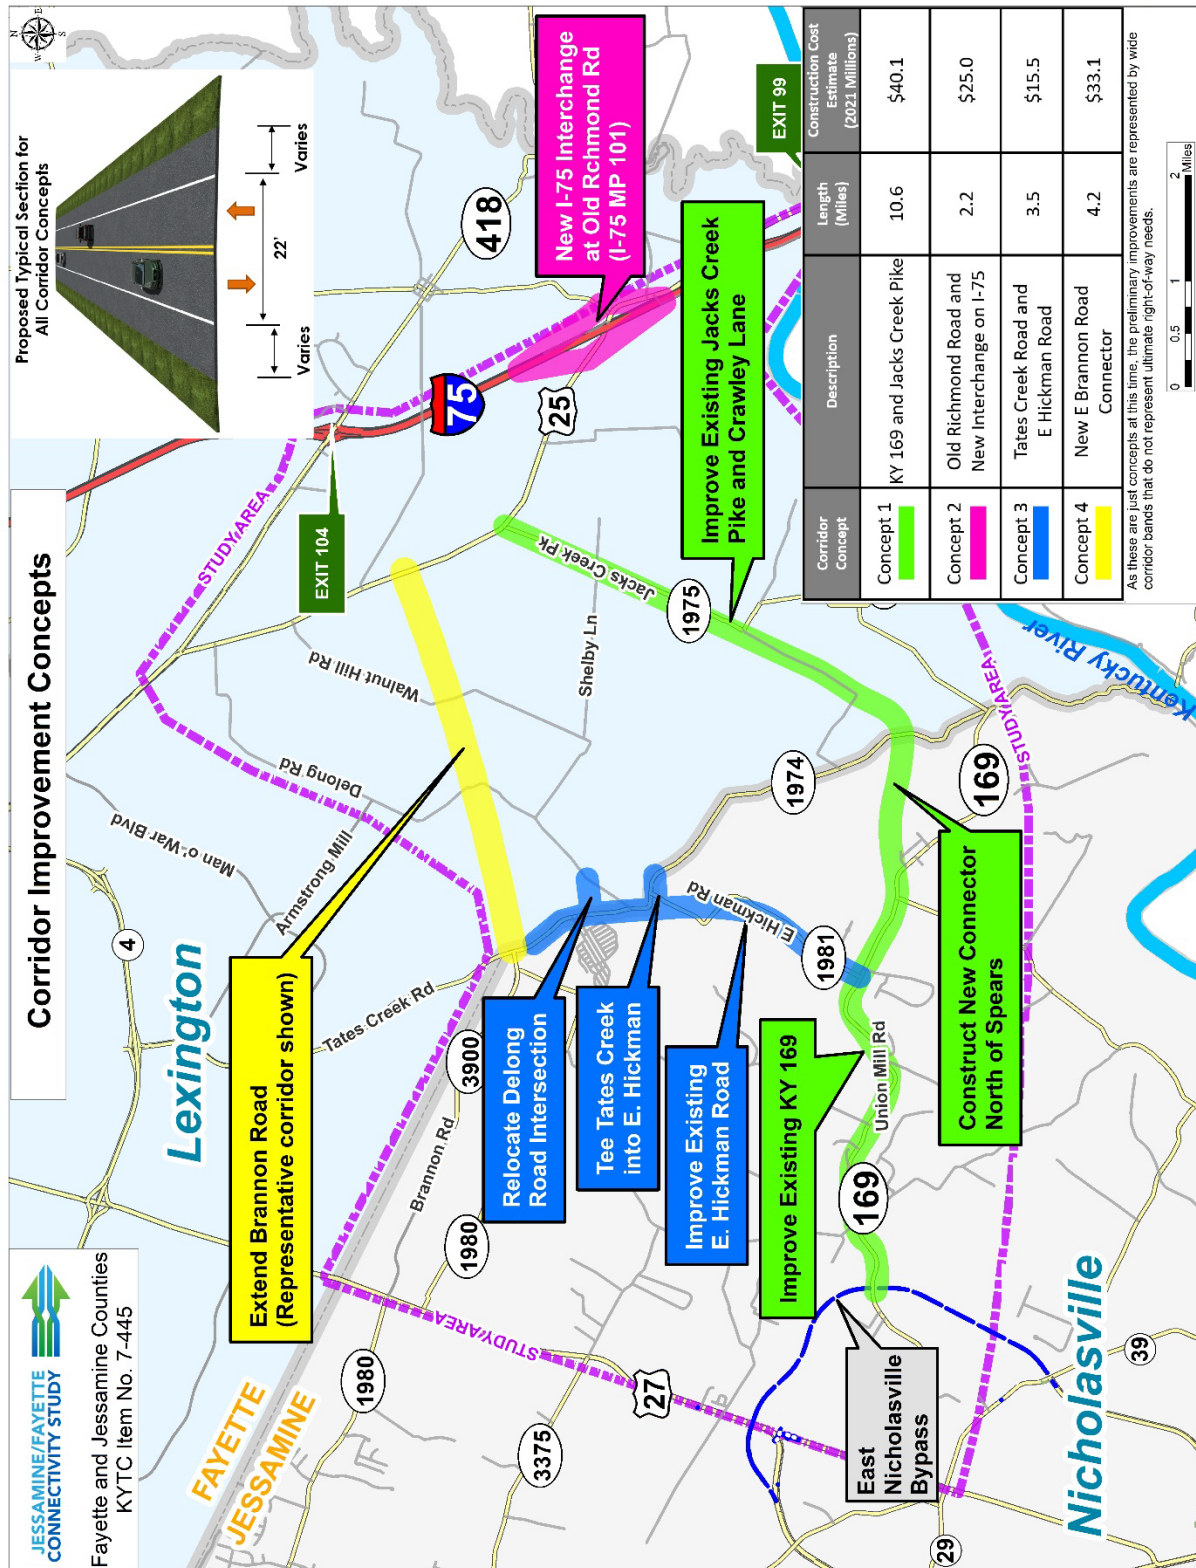 JESSAMINE/FAYETTE
CONNECTIVITY STUDY
Fayette and Jessamine Counties
KYTC Item No. 7-445
Corridor Improvement Concepts
Proposed Typical Section for
All Corridor Concepts
Varies
22'
Varies
N
W
E
S
FAYETTE
JESSAMINE
Lexington
Nicholasville
Extend Brannon Road
(Representative corridor shown)
Relocate Delong
Road Intersection
Tee Tates Creek
into E. Hickman
Improve Existing
E. Hickman Road
Improve Existing KY 169
Construct New Connector
North of Spears
East
Nicholasville
Bypass
Improve Existing Jacks Creek
Pike and Crawley Lane
New I-75 Interchange
at Old Rchmond Rd
(I-75 MP 101)
EXIT 104
EXIT 99
STUDY AREA
STUDY AREA
STUDY AREA
4
Man o' War Blvd
Armstrong Mill
Delong Rd
Walnut Hill Rd
Tates Creek Rd
3900
Brannon Rd
1980
1980
3375
27
29
39
169
Union Mill Rd
1981
E Hickman Rd
1974
169
Shelby Ln
Jacks Creek Pk
1975
25
75
418
Kentucky River
Corridor
Concept
Description
Length
(Miles)
Construction Cost
Estimate
(2021 Millions)
Concept 1
KY 169 and Jacks Creek Pike
10.6
$40.1
Concept 2
Old Richmond Road and
New Interchange on I-75
2.2
$25.0
Concept 3
Tates Creek Road and
E Hickman Road
3.5
$15.5
Concept 4
New E Brannon Road
Connector
4.2
$33.1
As these are just concepts at this time, the preliminary improvements are represented by wide
corridor bands that do not represent ultimate right-of-way needs.
0 0.5 1 2
Miles